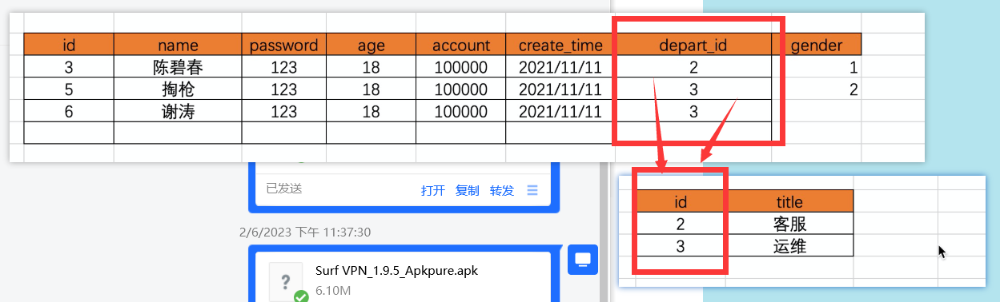 id name password age account create_time depart_id gender
3 陈碧春 123 18 100000 2021/11/11 2 1
5 掏枪 123 18 100000 2021/11/11 3 2
6 谢涛 123 18 100000 2021/11/11 3
已发送 打开 复制 转发
id title
2 客服
3 运维
2/6/2023 下午 11:37:30
Surf VPN_1.9.5_Apkpure.apk
?
6.10M